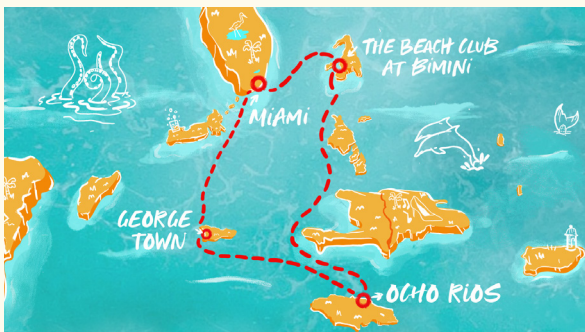 THE BEACH CLUB
AT BIMINI
MIAMI
GEORGE
TOWN
OCHO RIOS